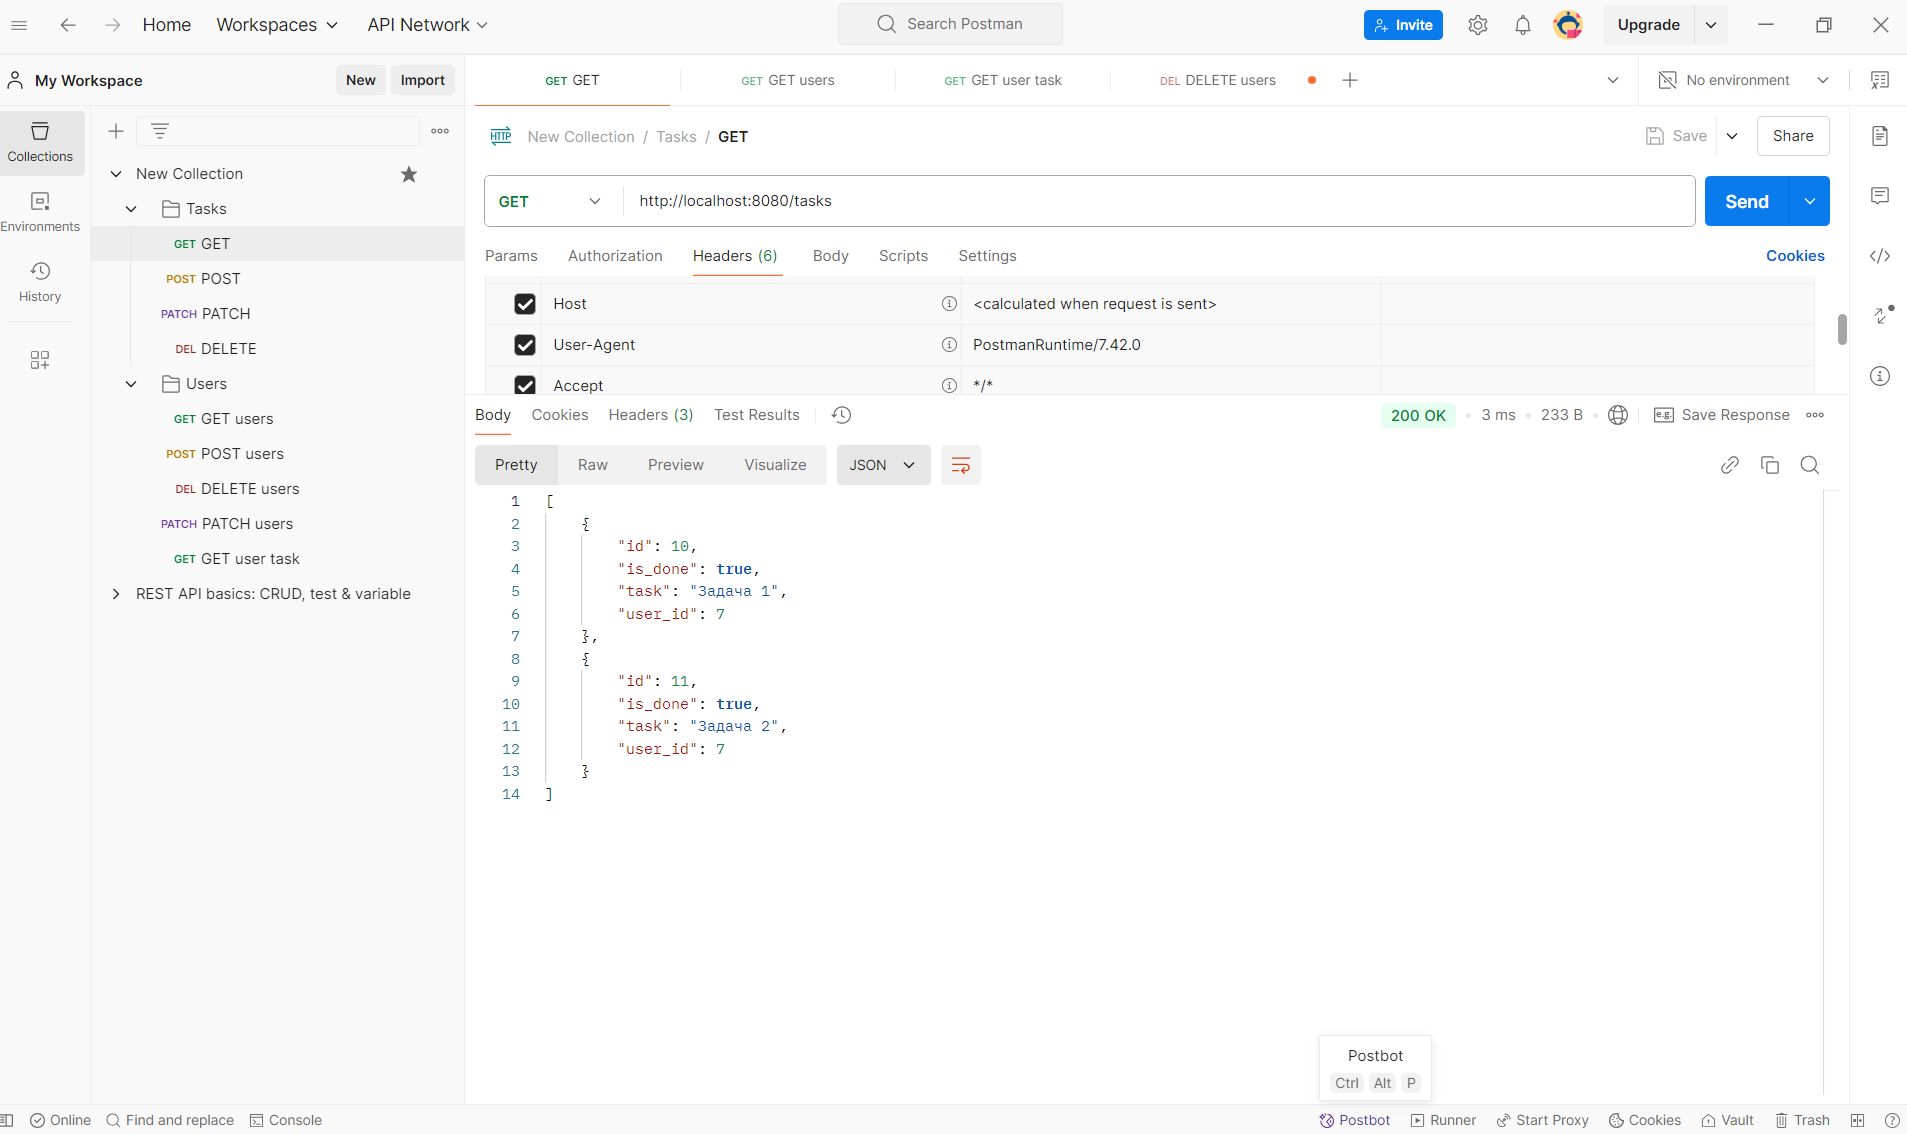 Home Workspaces API Network Search Postman Invite Upgrade
My Workspace New Import GET GET GET GET users GET GET user task DEL DELETE users No environment
Collections
Environments
History
New Collection
Tasks
GET GET
POST POST
PATCH PATCH
DEL DELETE
Users
GET GET users
POST POST users
DEL DELETE users
PATCH PATCH users
GET GET user task
REST API basics: CRUD, test & variable
HTTP New Collection / Tasks / GET Save Share
GET http://localhost:8080/tasks Send
Params Authorization Headers (6) Body Scripts Settings Cookies
Host <calculated when request is sent>
User-Agent PostmanRuntime/7.42.0
Accept */*
Body Cookies Headers (3) Test Results 200 OK 3 ms 233 B e.g. Save Response
Pretty Raw Preview Visualize JSON
1 [
2 {
3 "id": 10,
4 "is_done": true,
5 "task": "Задача 1",
6 "user_id": 7
7 },
8 {
9 "id": 11,
10 "is_done": true,
11 "task": "Задача 2",
12 "user_id": 7
13 }
14 ]
Postbot
Ctrl Alt P
Online Find and replace Console Postbot Runner Start Proxy Cookies Vault Trash